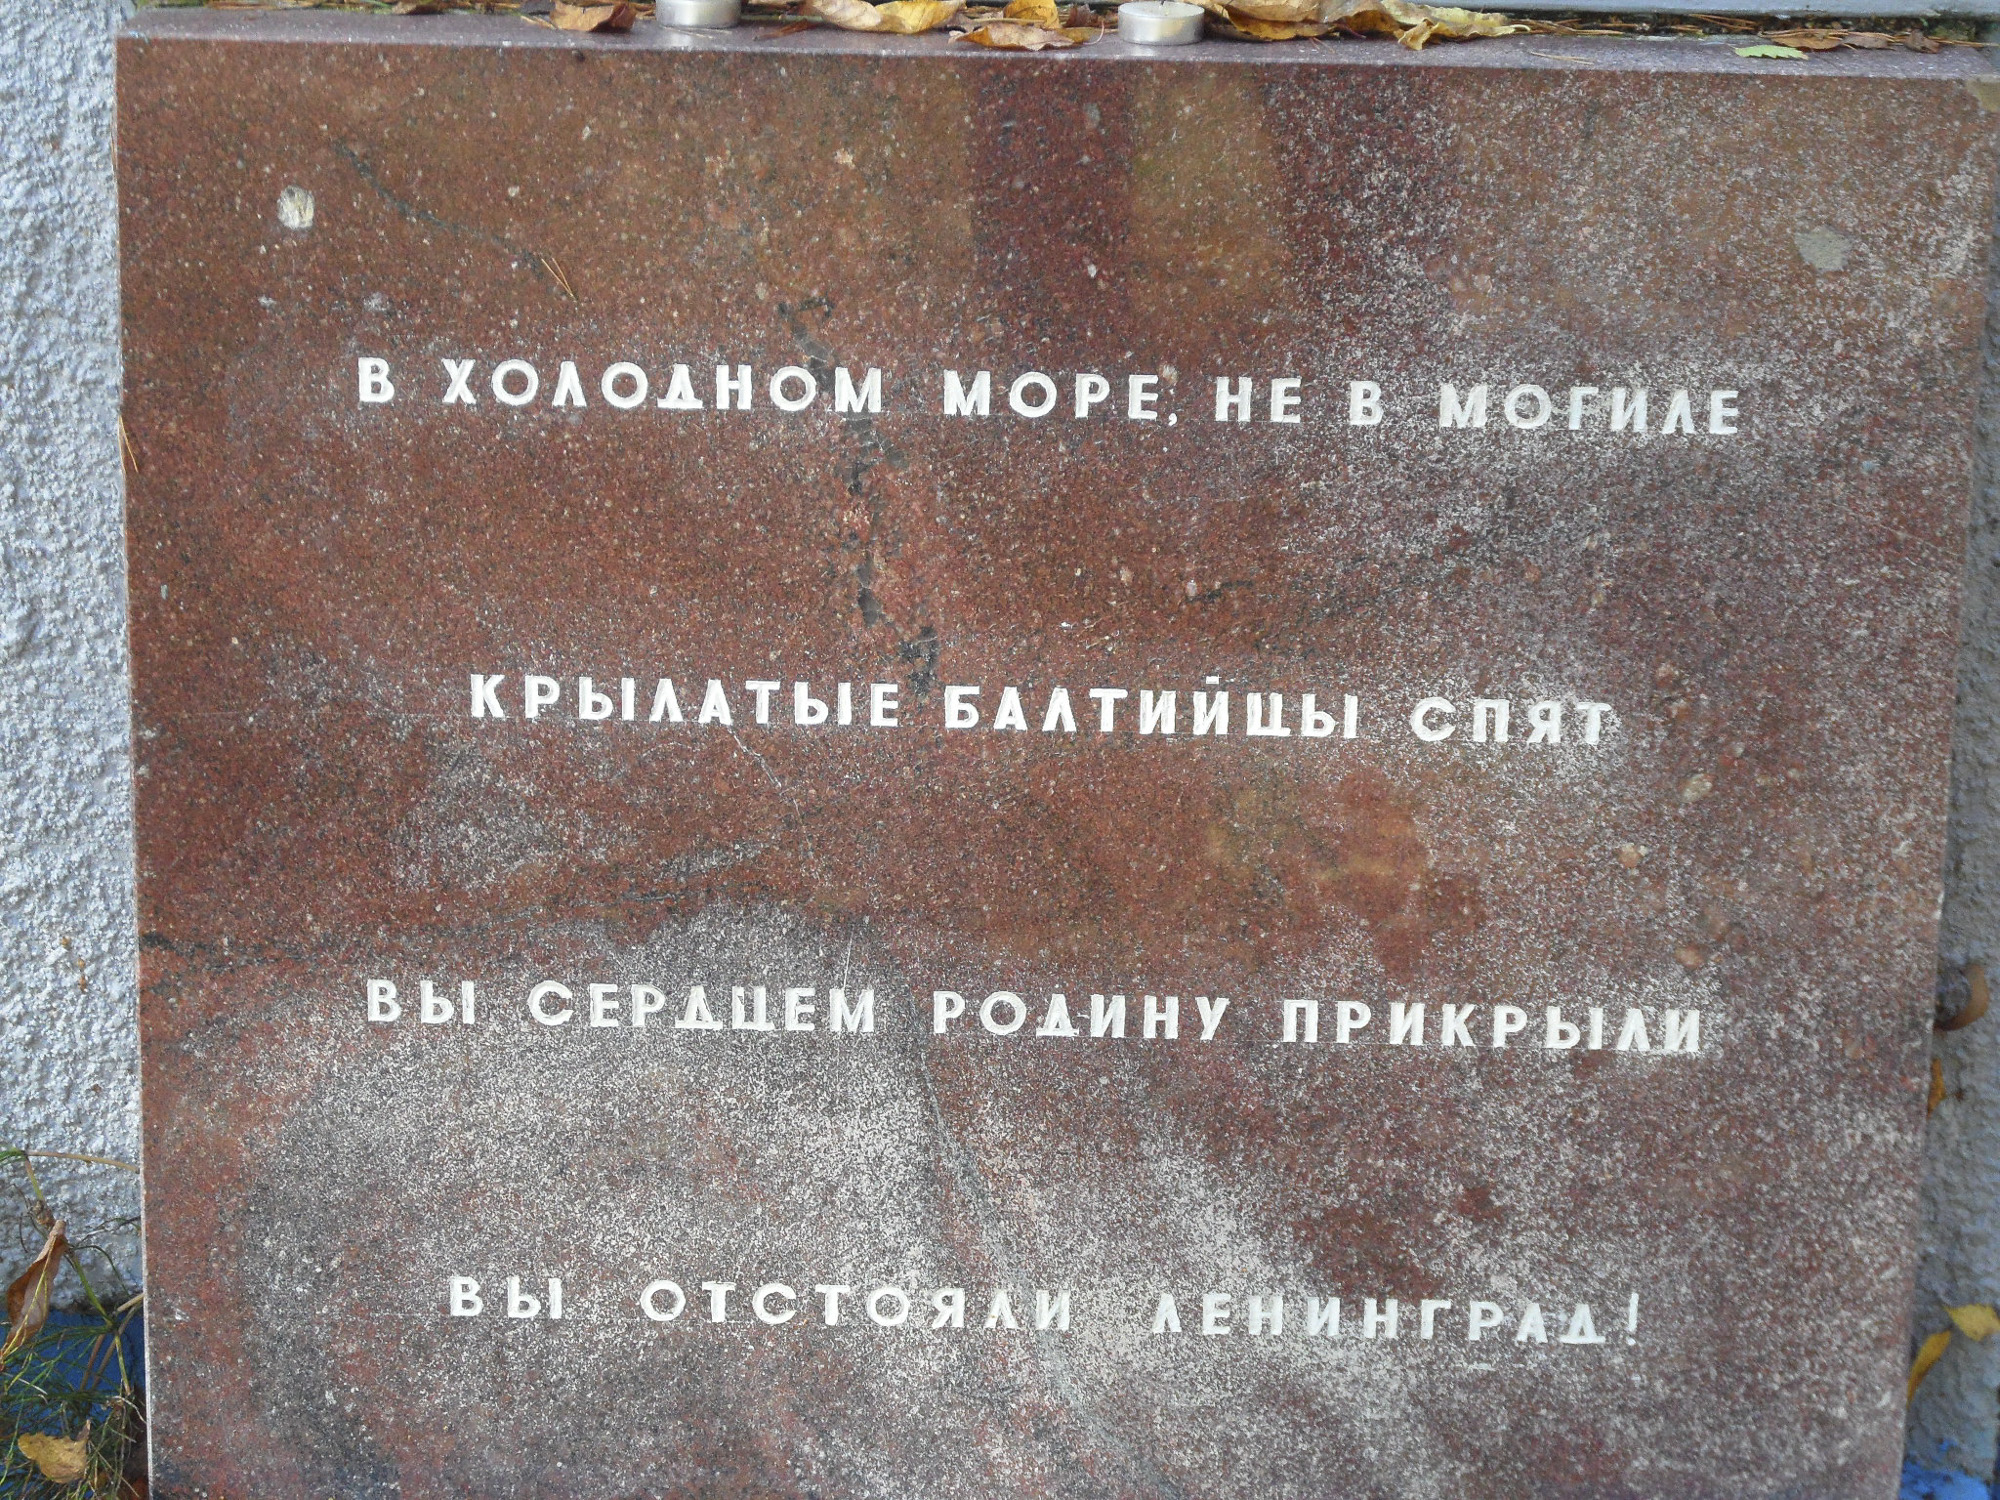 В ХОЛОДНОМ МОРЕ, НЕ В МОГИЛЕ
КРЫЛАТЫЕ БАЛТИЙЦЫ СПЯТ
ВЫ СЕРДЦЕМ РОДИНУ ПРИКРЫЛИ
ВЫ ОТСТОЯЛИ ЛЕНИНГРАД!